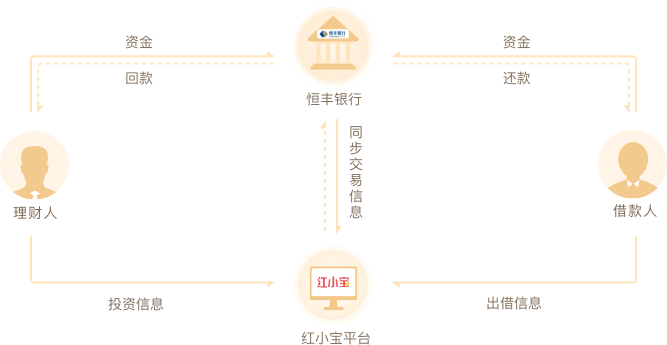 资金
资金
恒丰银行
回款
还款
恒丰银行
同步交易信息
理财人
借款人
红小宝
投资信息
出借信息
红小宝平台